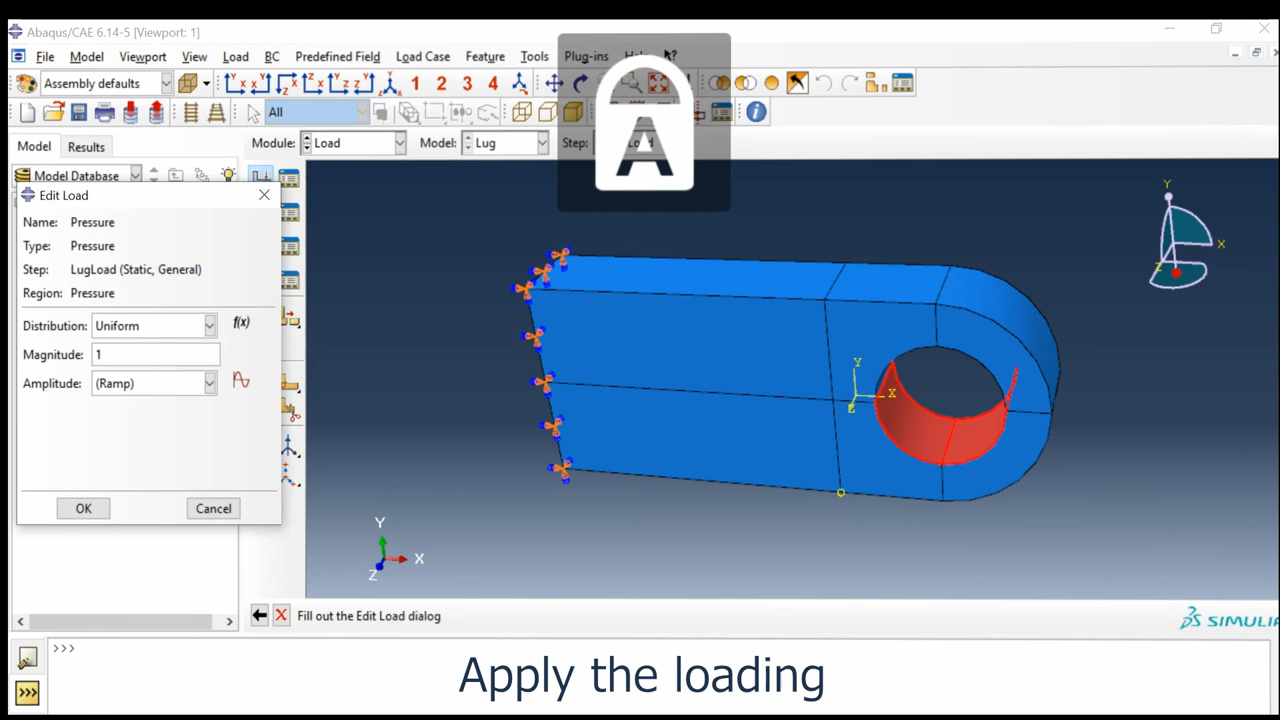 Abaqus/CAE 6.14-5 [Viewport: 1]
File Model Viewport View Load BC Predefined Field Load Case Feature Tools Plug-ins Help
Assembly defaults
1 2 3 4
All
Model Results
Module: Load Model: Lug Step:
Model Database
Edit Load
Name: Pressure
Type: Pressure
Step: LugLoad (Static, General)
Region: Pressure
Distribution: Uniform f(x)
Magnitude: 1
Amplitude: (Ramp)
OK Cancel
A
Y
X
Z
Y
X
Z
Y
X
Z
Fill out the Edit Load dialog
SIMULIA
>>>
>>>
Apply the loading